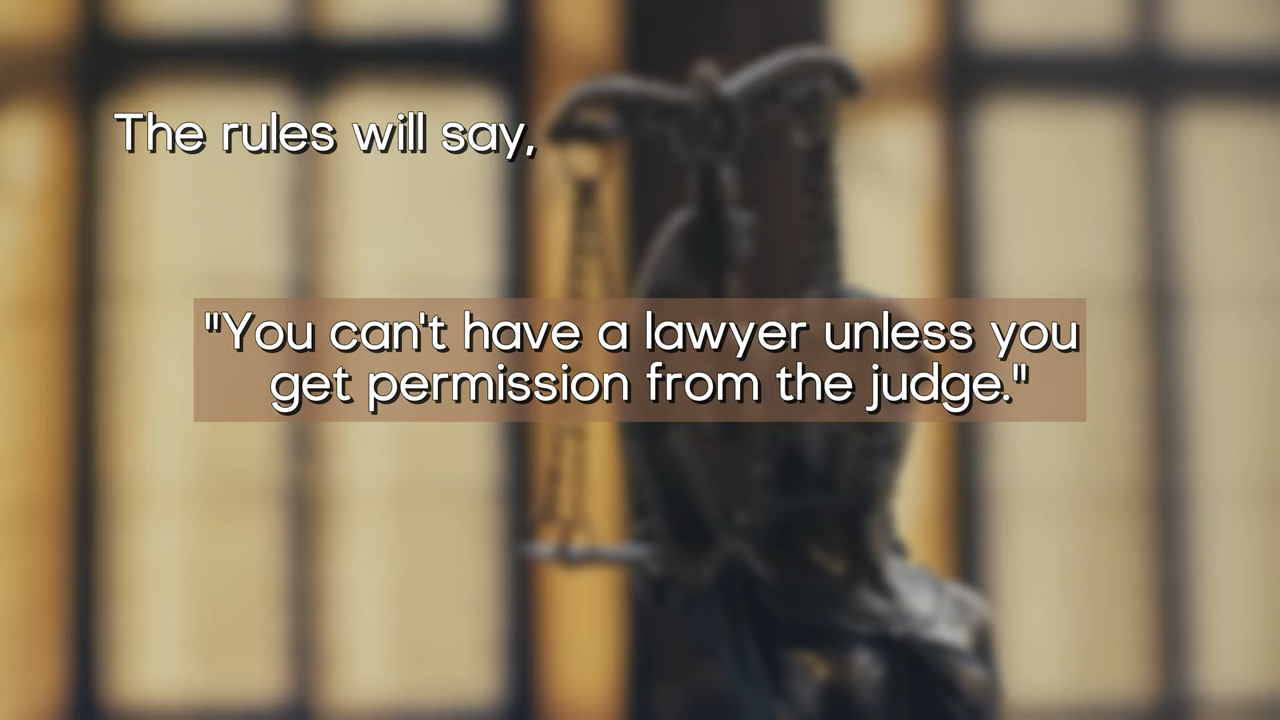 The rules will say,
"You can't have a lawyer unless you
get permission from the judge."